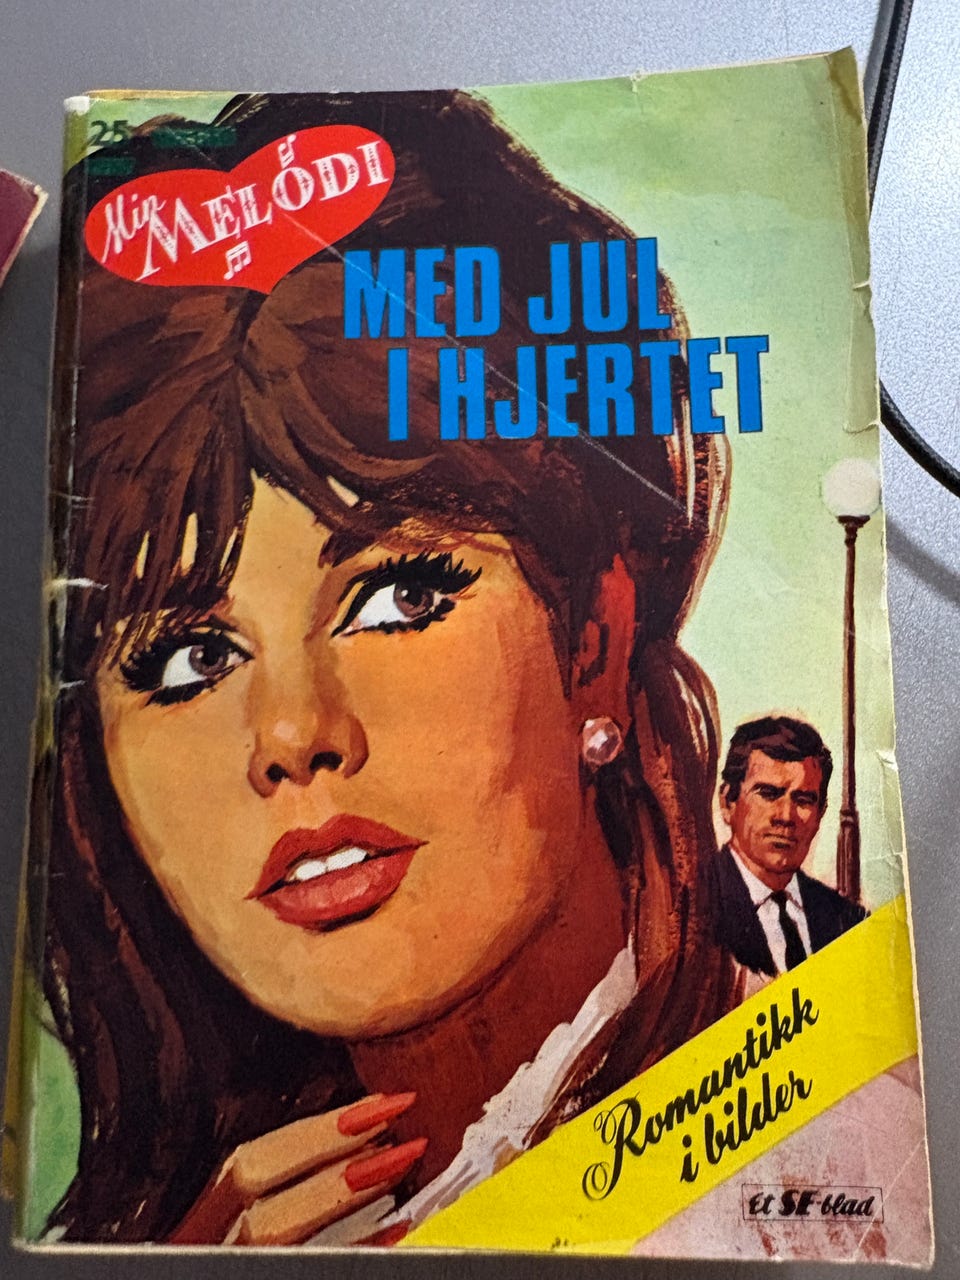 25
Min
MELODI
MED JUL
I HJERTET
Romantikk
i bilder
Et SE-blad